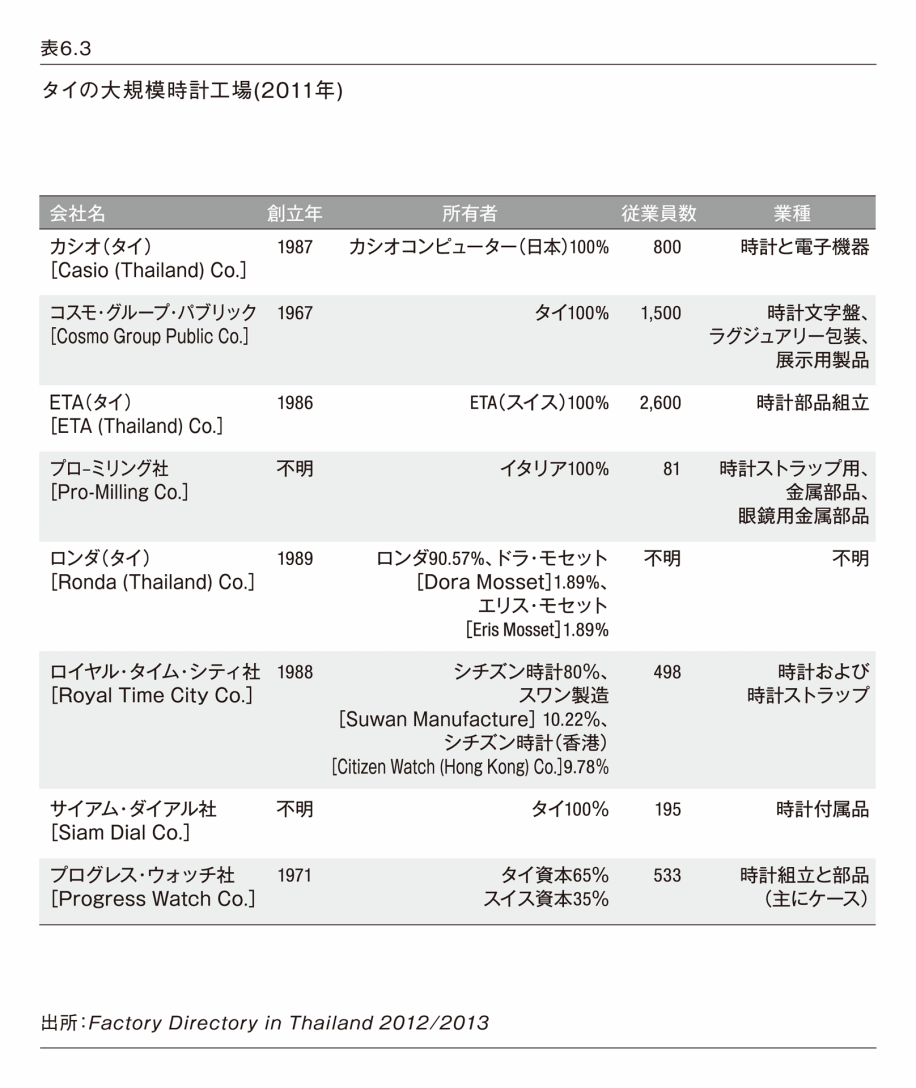 表6.3
タイの大規模時計工場(2011年)
会社名 創立年 所有者 従業員数 業種
カシオ（タイ） 1987 カシオコンピューター（日本）100% 800 時計と電子機器
［Casio (Thailand) Co.］
コスモ・グループ・パブリック 1967 タイ100% 1,500 時計文字盤、
［Cosmo Group Public Co.］ ラグジュアリー包装、
展示用製品
ETA（タイ） 1986 ETA（スイス）100% 2,600 時計部品組立
［ETA (Thailand) Co.］
プロ–ミリング社 不明 イタリア100% 81 時計ストラップ用、
［Pro-Milling Co.］ 金属部品、
眼鏡用金属部品
ロンダ（タイ） 1989 ロンダ90.57%、ドラ・モセット 不明 不明
［Ronda (Thailand) Co.］ ［Dora Mosset］1.89%、
エリス・モセット
［Eris Mosset］1.89%
ロイヤル・タイム・シティ社 1988 シチズン時計80%、 498 時計および
［Royal Time City Co.］ スワン製造 時計ストラップ
［Suwan Manufacture］ 10.22%、
シチズン時計（香港）
［Citizen Watch (Hong Kong) Co.］9.78%
サイアム・ダイアル社 不明 タイ100% 195 時計付属品
［Siam Dial Co.］
プログレス・ウォッチ社 1971 タイ資本65% 533 時計組立と部品
［Progress Watch Co.］ スイス資本35% （主にケース）
出所：Factory Directory in Thailand 2012/2013